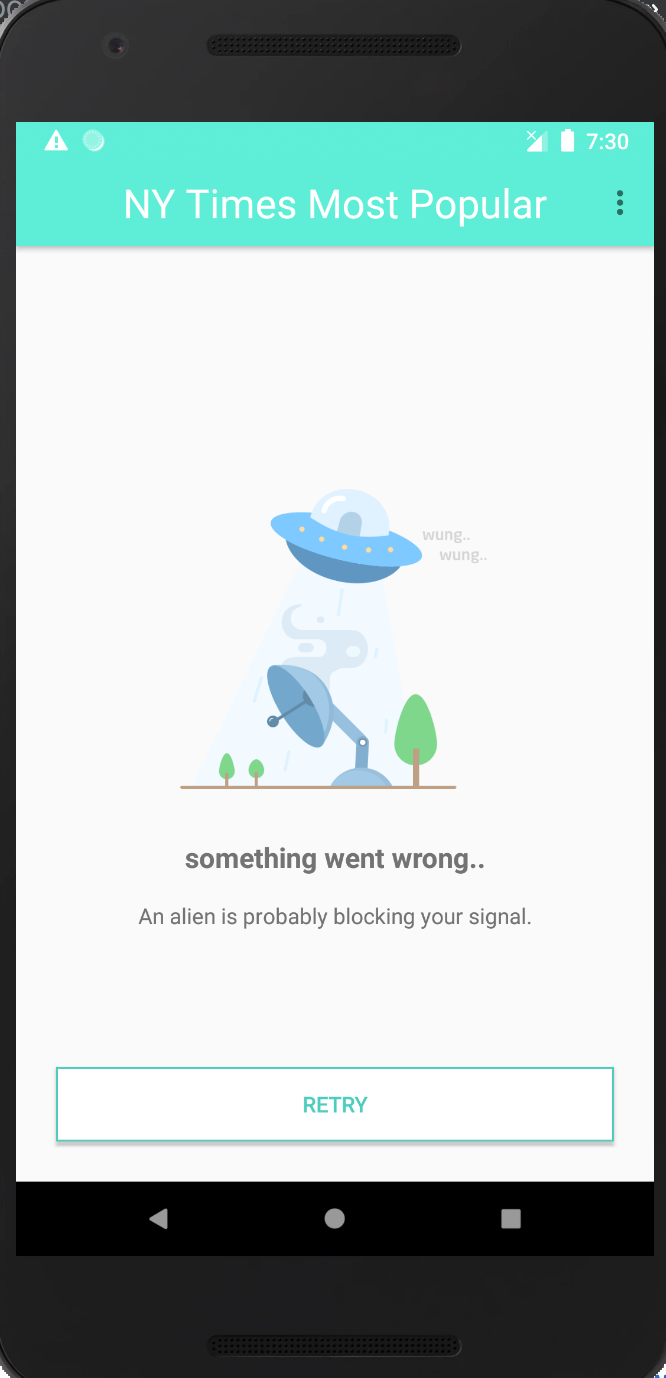 7:30
NY Times Most Popular
wung..
wung..
something went wrong..
An alien is probably blocking your signal.
RETRY